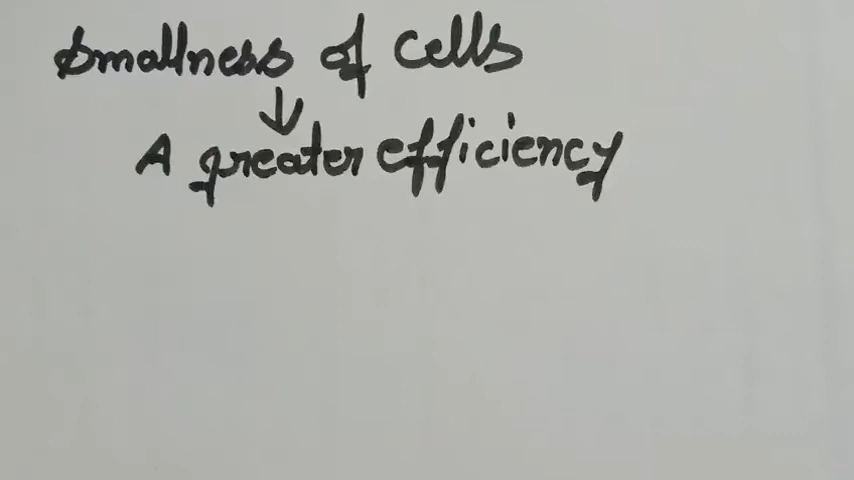 Smallness of cells
↓
A greater efficiency